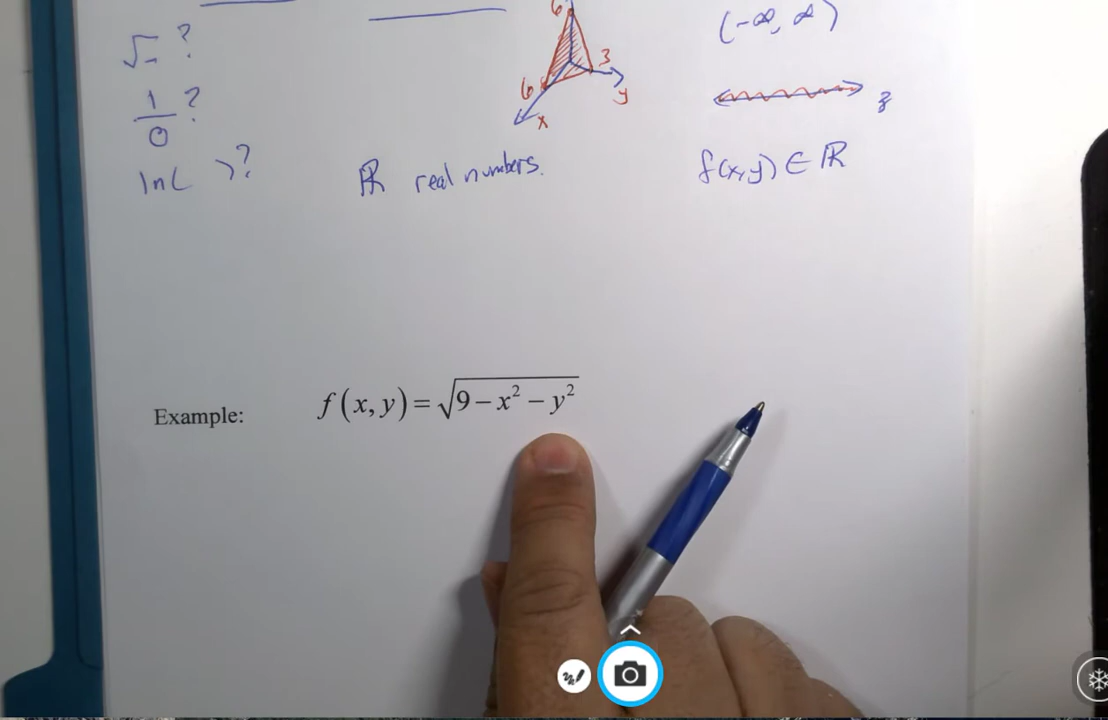 6
(-∞, ∞)
√‾ ?
3
6
y
x
z
1/0 ?
ln( )?
ℝ real numbers.
f(x,y) ∈ ℝ
Example: f(x, y) = √(9 − x² − y²)